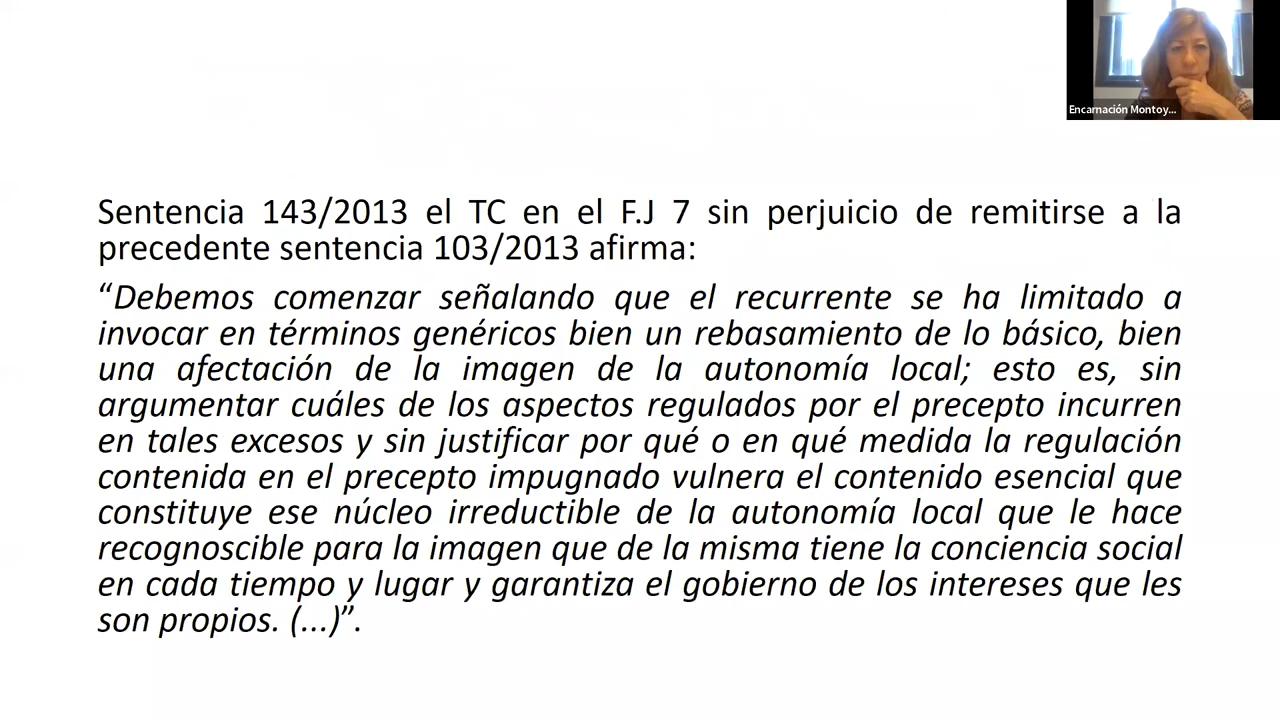 Encarnación Montoy...
Sentencia 143/2013 el TC en el F.J 7 sin perjuicio de remitirse a la
precedente sentencia 103/2013 afirma:
“Debemos comenzar señalando que el recurrente se ha limitado a
invocar en términos genéricos bien un rebasamiento de lo básico, bien
una afectación de la imagen de la autonomía local; esto es, sin
argumentar cuáles de los aspectos regulados por el precepto incurren
en tales excesos y sin justificar por qué o en qué medida la regulación
contenida en el precepto impugnado vulnera el contenido esencial que
constituye ese núcleo irreductible de la autonomía local que le hace
recognoscible para la imagen que de la misma tiene la conciencia social
en cada tiempo y lugar y garantiza el gobierno de los intereses que les
son propios. (...)”.